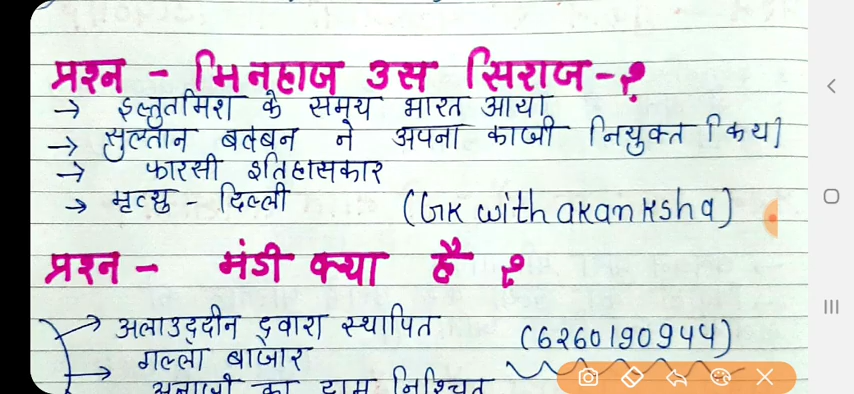 प्रश्न - मिनहाज उस सिराज-?
→ इल्तुतमिश के समय भारत आया
→ सुल्तान बलबन ने अपना काजी नियुक्त किया
→ फारसी इतिहासकार
→ मृत्यु - दिल्ली (GK with akanksha)
प्रश्न - मंडी क्या है ?
→ अलाउद्दीन द्वारा स्थापित (6260190944)
→ गल्ला बाजार
अनाजो का दाम निश्चित